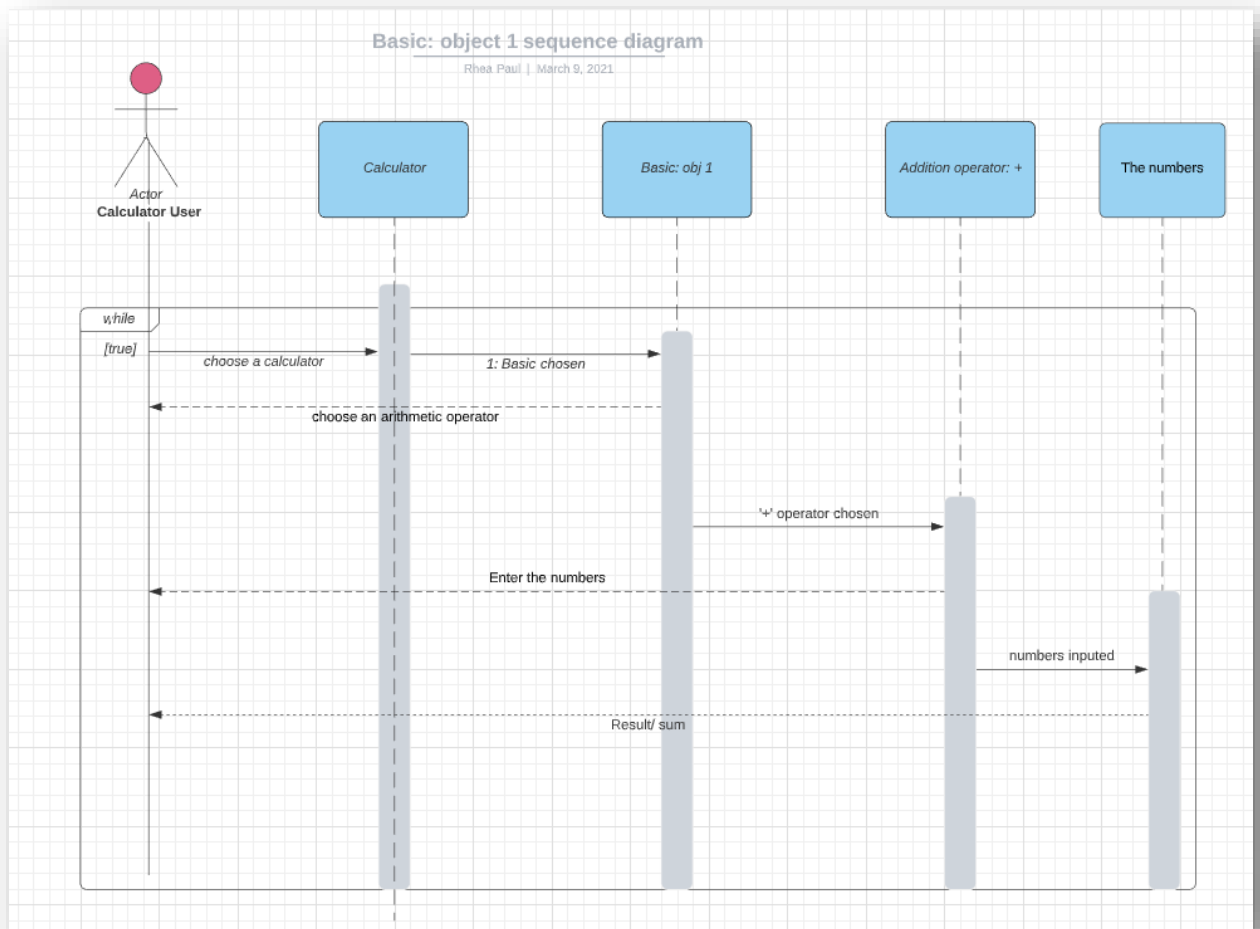 Basic: object 1 sequence diagram
Rhea Paul | March 9, 2021
Calculator
Basic: obj 1
Addition operator: +
The numbers
Actor
Calculator User
while
[true]
choose a calculator
1: Basic chosen
choose an arithmetic operator
'+' operator chosen
Enter the numbers
numbers inputed
Result/ sum